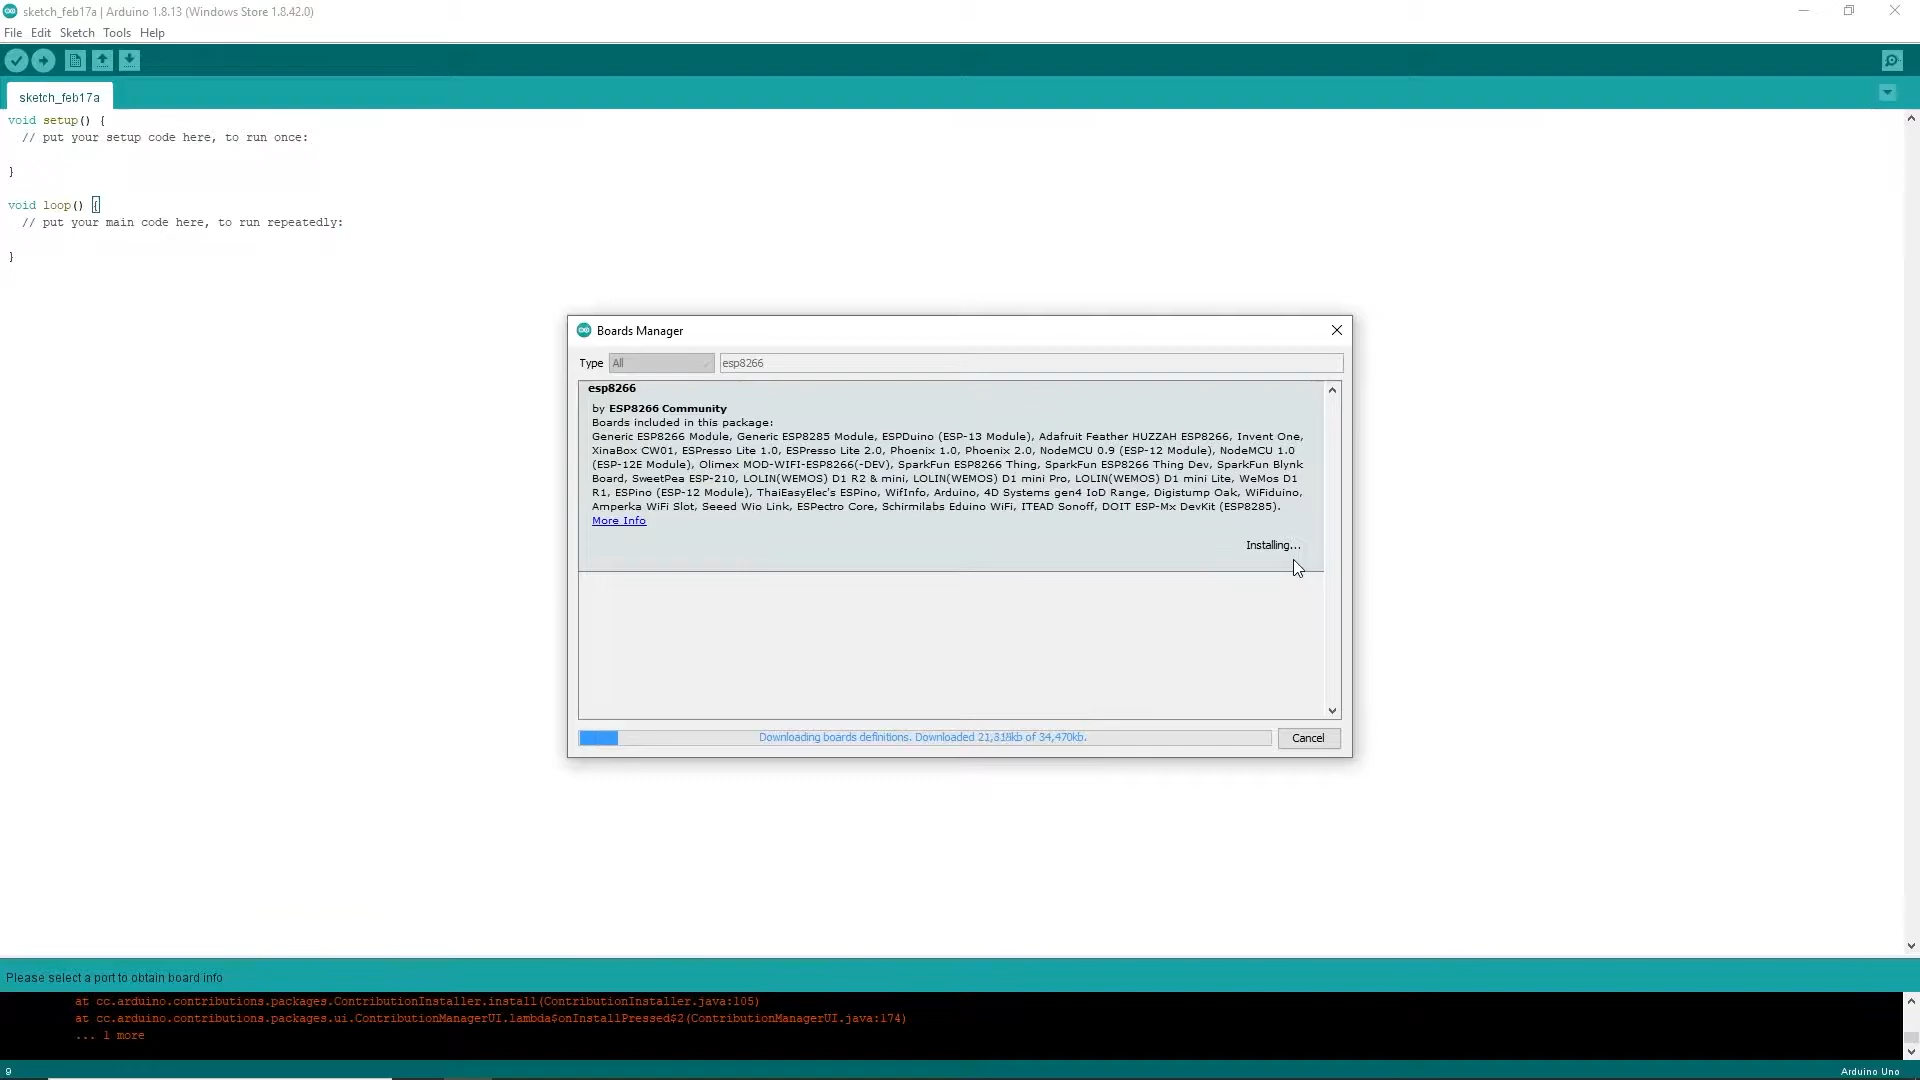 sketch_feb17a | Arduino 1.8.13 (Windows Store 1.8.42.0)
File Edit Sketch Tools Help
sketch_feb17a
void setup() {
// put your setup code here, to run once:
}
void loop() {
// put your main code here, to run repeatedly:
}
Boards Manager
Type All esp8266
esp8266
by ESP8266 Community
Boards included in this package:
Generic ESP8266 Module, Generic ESP8285 Module, ESPDuino (ESP-13 Module), Adafruit Feather HUZZAH ESP8266, Invent One,
XinaBox CW01, ESPresso Lite 1.0, ESPresso Lite 2.0, Phoenix 1.0, Phoenix 2.0, NodeMCU 0.9 (ESP-12 Module), NodeMCU 1.0
(ESP-12E Module), Olimex MOD-WIFI-ESP8266(-DEV), SparkFun ESP8266 Thing, SparkFun ESP8266 Thing Dev, SparkFun Blynk
Board, SweetPea ESP-210, LOLIN(WEMOS) D1 R2 & mini, LOLIN(WEMOS) D1 mini Pro, LOLIN(WEMOS) D1 mini Lite, WeMos D1
R1, ESPino (ESP-12 Module), ThaiEasyElec's ESPino, WifInfo, Arduino, 4D Systems gen4 IoD Range, Digistump Oak, WiFiduino,
Amperka WiFi Slot, Seeed Wio Link, ESPectro Core, Schirmilabs Eduino WiFi, ITEAD Sonoff, DOIT ESP-Mx DevKit (ESP8285).
More Info
Installing...
Downloading boards definitions. Downloaded of 34,470kb.
Cancel
Please select a port to obtain board info
at cc.arduino.contributions.packages.ContributionInstaller.install(ContributionInstaller.java:105)
at cc.arduino.contributions.packages.ui.ContributionManagerUI.lambda$onInstallPressed$2(ContributionManagerUI.java:174)
... 1 more
9
Arduino Uno